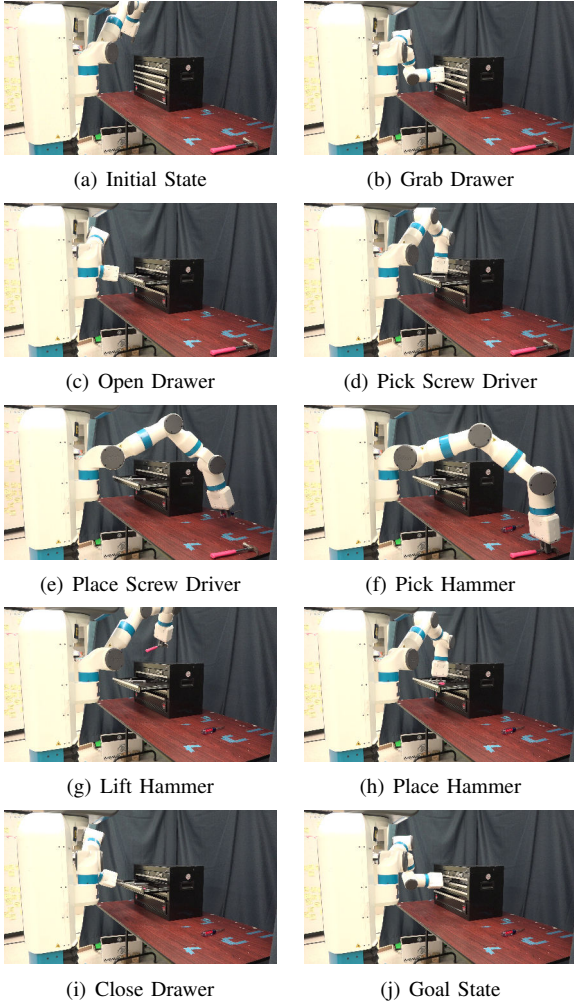 (a) Initial State
(b) Grab Drawer
(c) Open Drawer
(d) Pick Screw Driver
(e) Place Screw Driver
(f) Pick Hammer
(g) Lift Hammer
(h) Place Hammer
(i) Close Drawer
(j) Goal State